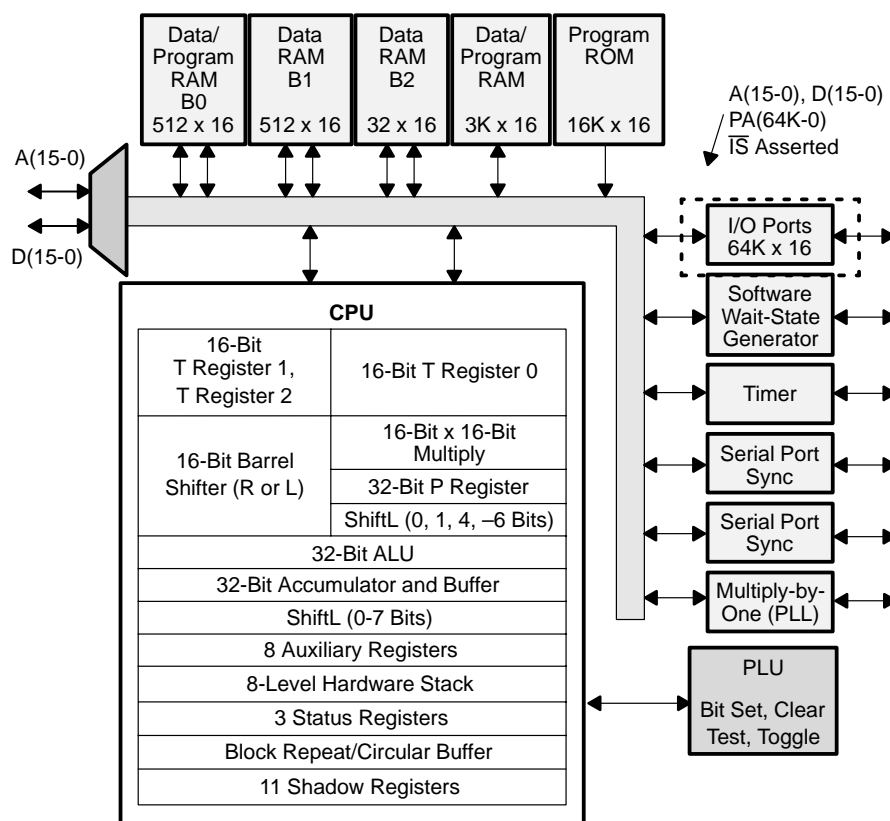 Data/
Program
RAM
B0
512 x 16
Data
RAM
B1
512 x 16
Data
RAM
B2
32 x 16
Data/
Program
RAM
3K x 16
Program
ROM
16K x 16
A(15-0), D(15-0)
PA(64K-0)
IS Asserted
A(15-0)
D(15-0)
I/O Ports
64K x 16
Software
Wait-State
Generator
Timer
Serial Port
Sync
Serial Port
Sync
Multiply-by-
One (PLL)
CPU
16-Bit
T Register 1,
T Register 2
16-Bit T Register 0
16-Bit Barrel
Shifter (R or L)
16-Bit x 16-Bit
Multiply
32-Bit P Register
ShiftL (0, 1, 4, –6 Bits)
32-Bit ALU
32-Bit Accumulator and Buffer
ShiftL (0-7 Bits)
8 Auxiliary Registers
8-Level Hardware Stack
3 Status Registers
Block Repeat/Circular Buffer
11 Shadow Registers
PLU
Bit Set, Clear
Test, Toggle